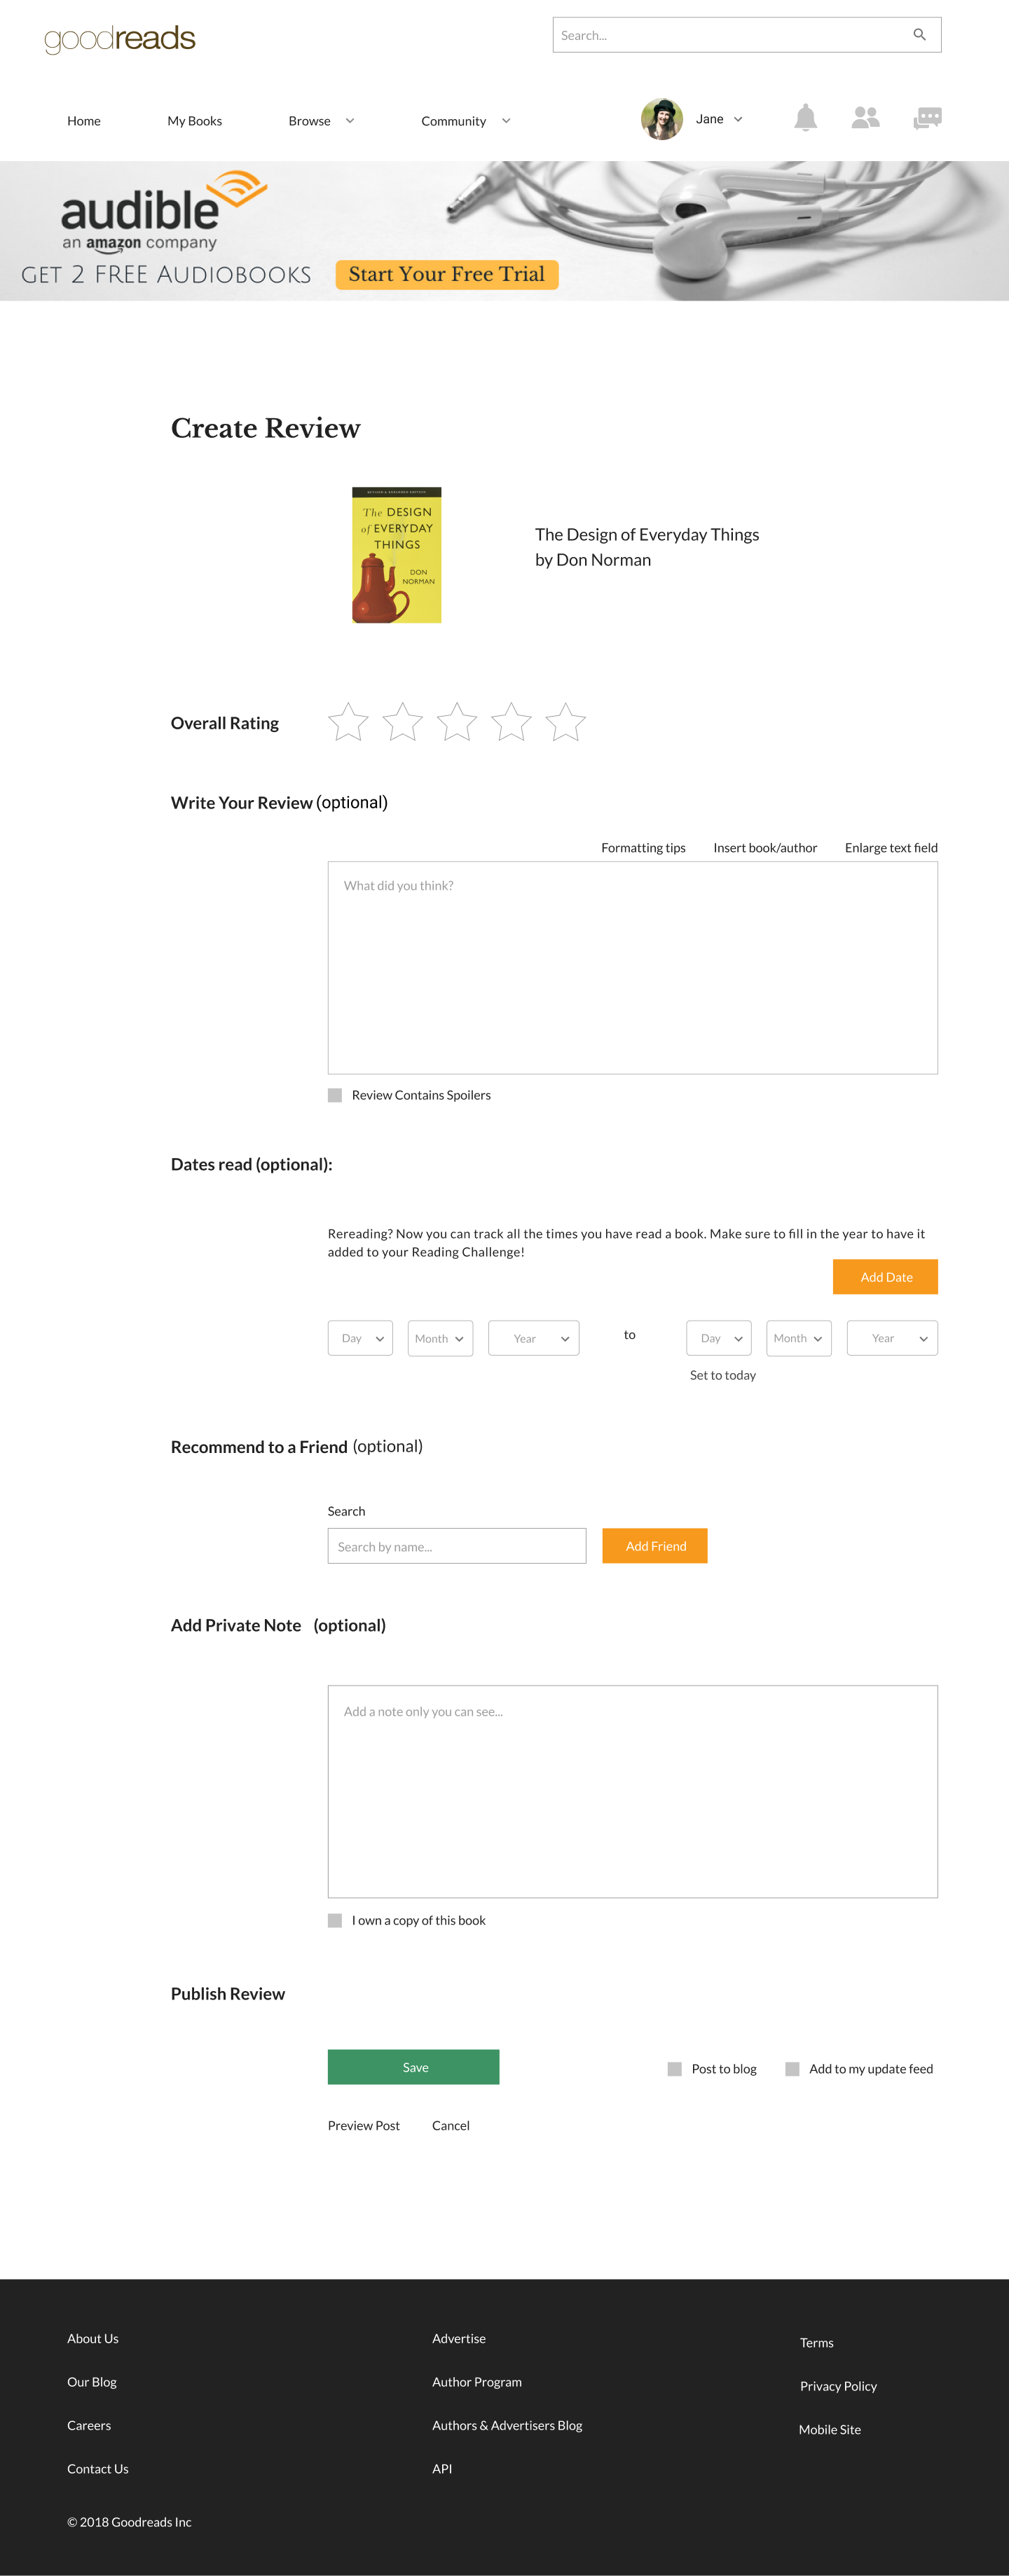 goodreads
Search...
Home
My Books
Browse
Community
Jane
audible
an amazon company
GET 2 FREE AUDIOBOOKS
Start Your Free Trial
Create Review
REVISED & EXPANDED EDITION
The DESIGN
of EVERYDAY
THINGS
DON
NORMAN
The Design of Everyday Things
by Don Norman
Overall Rating
Write Your Review (optional)
Formatting tips
Insert book/author
Enlarge text field
What did you think?
Review Contains Spoilers
Dates read (optional):
Rereading? Now you can track all the times you have read a book. Make sure to fill in the year to have it
added to your Reading Challenge!
Add Date
Day
Month
Year
to
Day
Month
Year
Set to today
Recommend to a Friend (optional)
Search
Search by name...
Add Friend
Add Private Note (optional)
Add a note only you can see...
I own a copy of this book
Publish Review
Save
Post to blog
Add to my update feed
Preview Post
Cancel
About Us
Our Blog
Careers
Contact Us
© 2018 Goodreads Inc
Advertise
Author Program
Authors & Advertisers Blog
API
Terms
Privacy Policy
Mobile Site